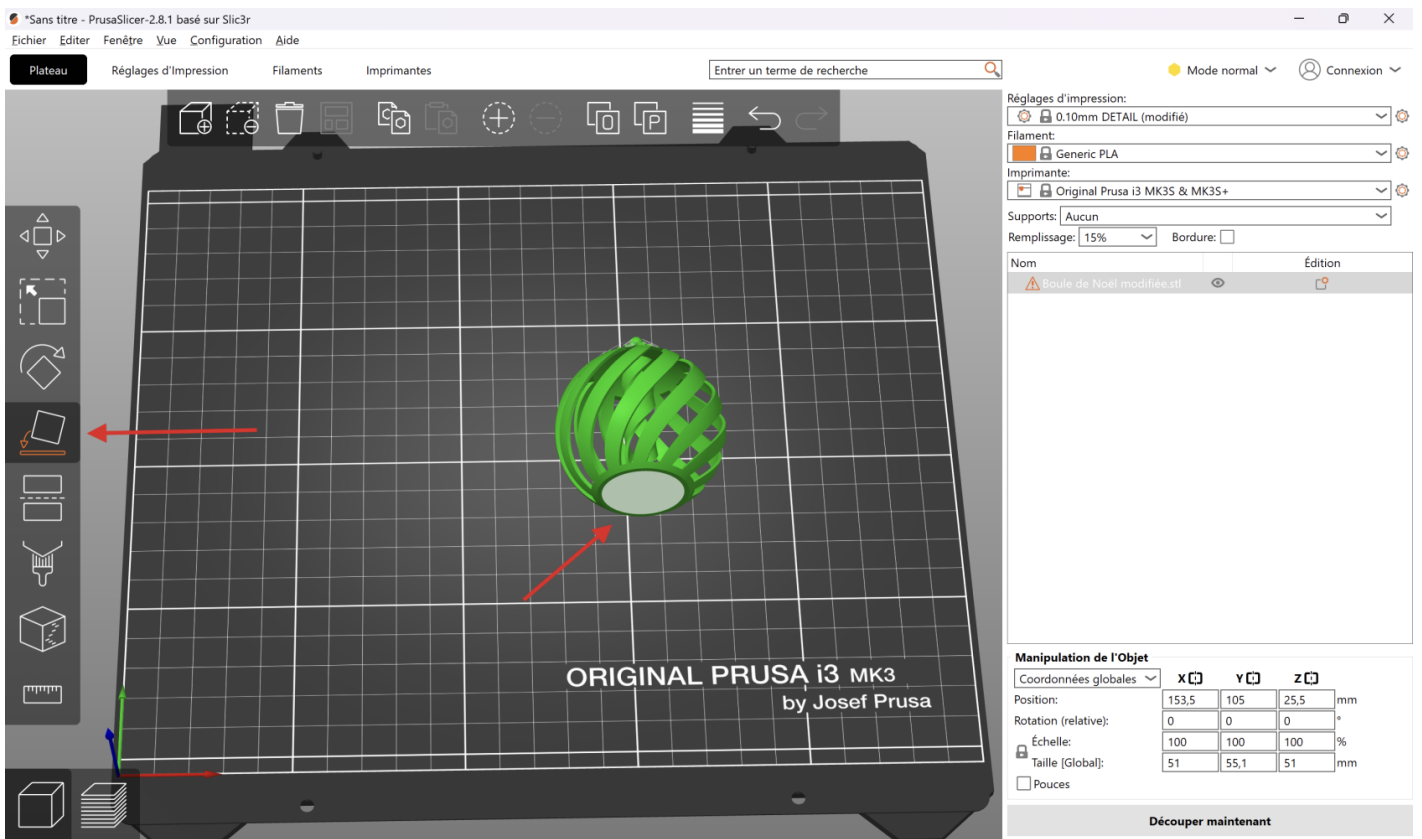 *Sans titre - PrusaSlicer-2.8.1 basé sur Slic3r
Fichier Editer Fenêtre Vue Configuration Aide
Plateau Réglages d'Impression Filaments Imprimantes Entrer un terme de recherche Mode normal Connexion
Réglages d'impression:
0.10mm DETAIL (modifié)
Filament:
Generic PLA
Imprimante:
Original Prusa i3 MK3S & MK3S+
Supports: Aucun
Remplissage: 15% Bordure:
Nom Édition
Boule de Noël modifiée.stl
ORIGINAL PRUSA i3 MK3
by Josef Prusa
Manipulation de l'Objet
Coordonnées globales X Y Z
Position: 153,5 105 25,5 mm
Rotation (relative): 0 0 0 °
Échelle: 100 100 100 %
Taille [Global]: 51 55,1 51 mm
Pouces
Découper maintenant